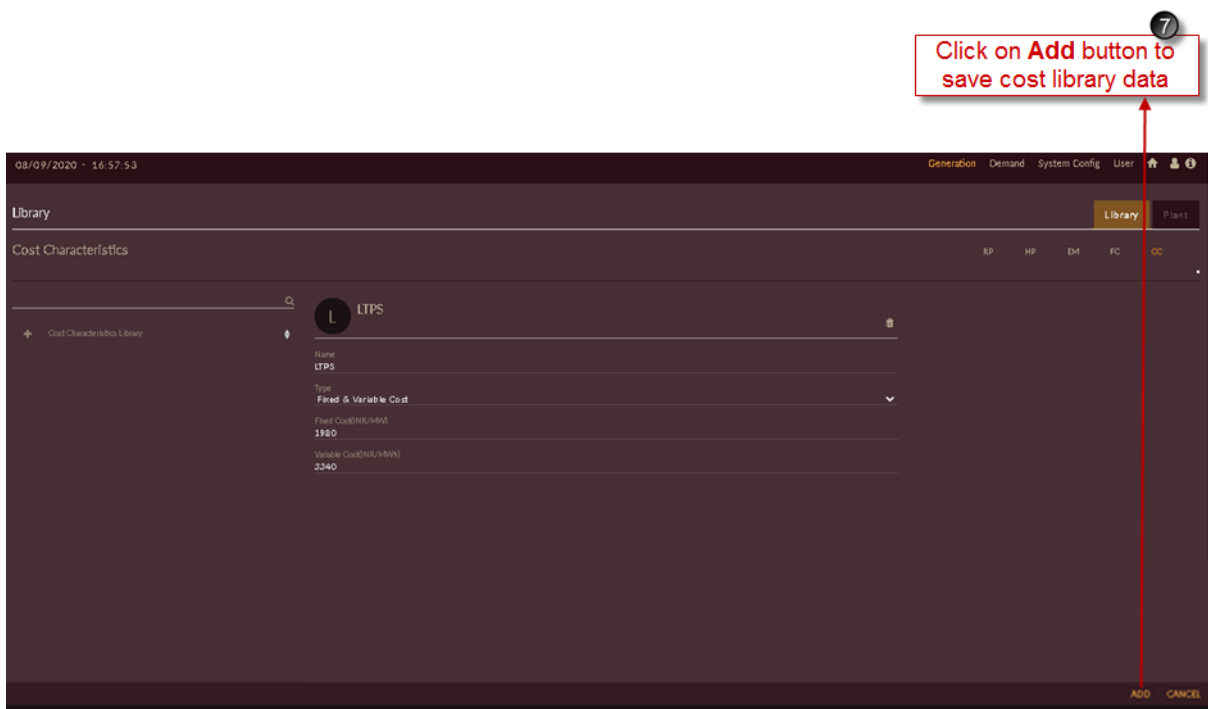 7
Click on Add button to
save cost library data
08/09/2020 - 16:57:53
Generation Demand System Config User
Library
Library Plant
Cost Characteristics
RP HP EM FC CC
L LTPS
Cost Characteristics Library
Name
LTPS
Type
Fixed & Variable Cost
Fixed Cost(INR/MW)
1980
Variable Cost(INR/MWh)
3340
ADD CANCEL